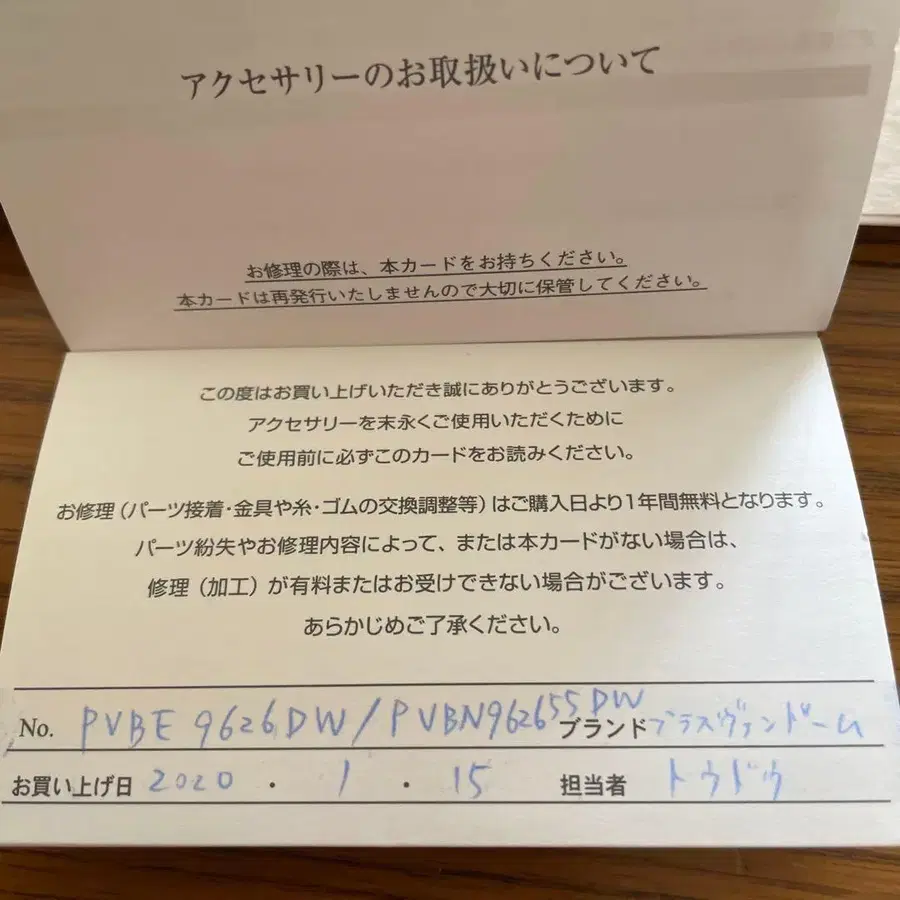 アクセサリーのお取扱いについて
お修理の際は、本カードをお持ちください。
本カードは再発行いたしませんので大切に保管してください。
この度はお買い上げいただき誠にありがとうございます。
アクセサリーを末永くご使用いただくために
ご使用前に必ずこのカードをお読みください。
お修理（パーツ接着・金具や糸・ゴムの交換調整等）はご購入日より1年間無料となります。
パーツ紛失やお修理内容によって、または本カードがない場合は、
修理（加工）が有料またはお受けできない場合がございます。
あらかじめご了承ください。
No. PVBE 9626DW/PVBN962655DW ブランド プラスヴァンドーム
お買い上げ日 2020 ・ 1 ・ 15 担当者 トウドウ